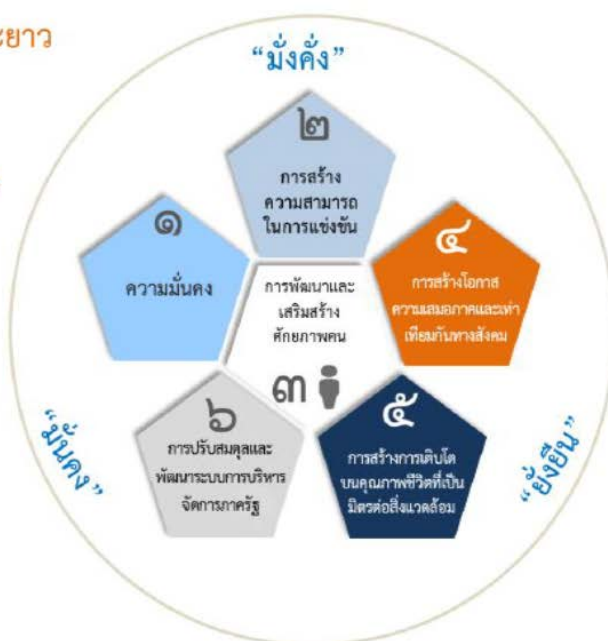 ะยาว
“มั่งคั่ง”
๒
การสร้าง
ความสามารถ
ในการแข่งขัน
๑
ความมั่นคง
๔
การสร้างโอกาส
ความเสมอภาคและเท่า
เทียมกันทางสังคม
การพัฒนาและ
เสริมสร้าง
ศักยภาพคน
๓
๖
การปรับสมดุลและ
พัฒนาระบบการบริหาร
จัดการภาครัฐ
๕
การสร้างการเติบโต
บนคุณภาพชีวิตที่เป็น
มิตรต่อสิ่งแวดล้อม
“มั่นคง”
“ยั่งยืน”